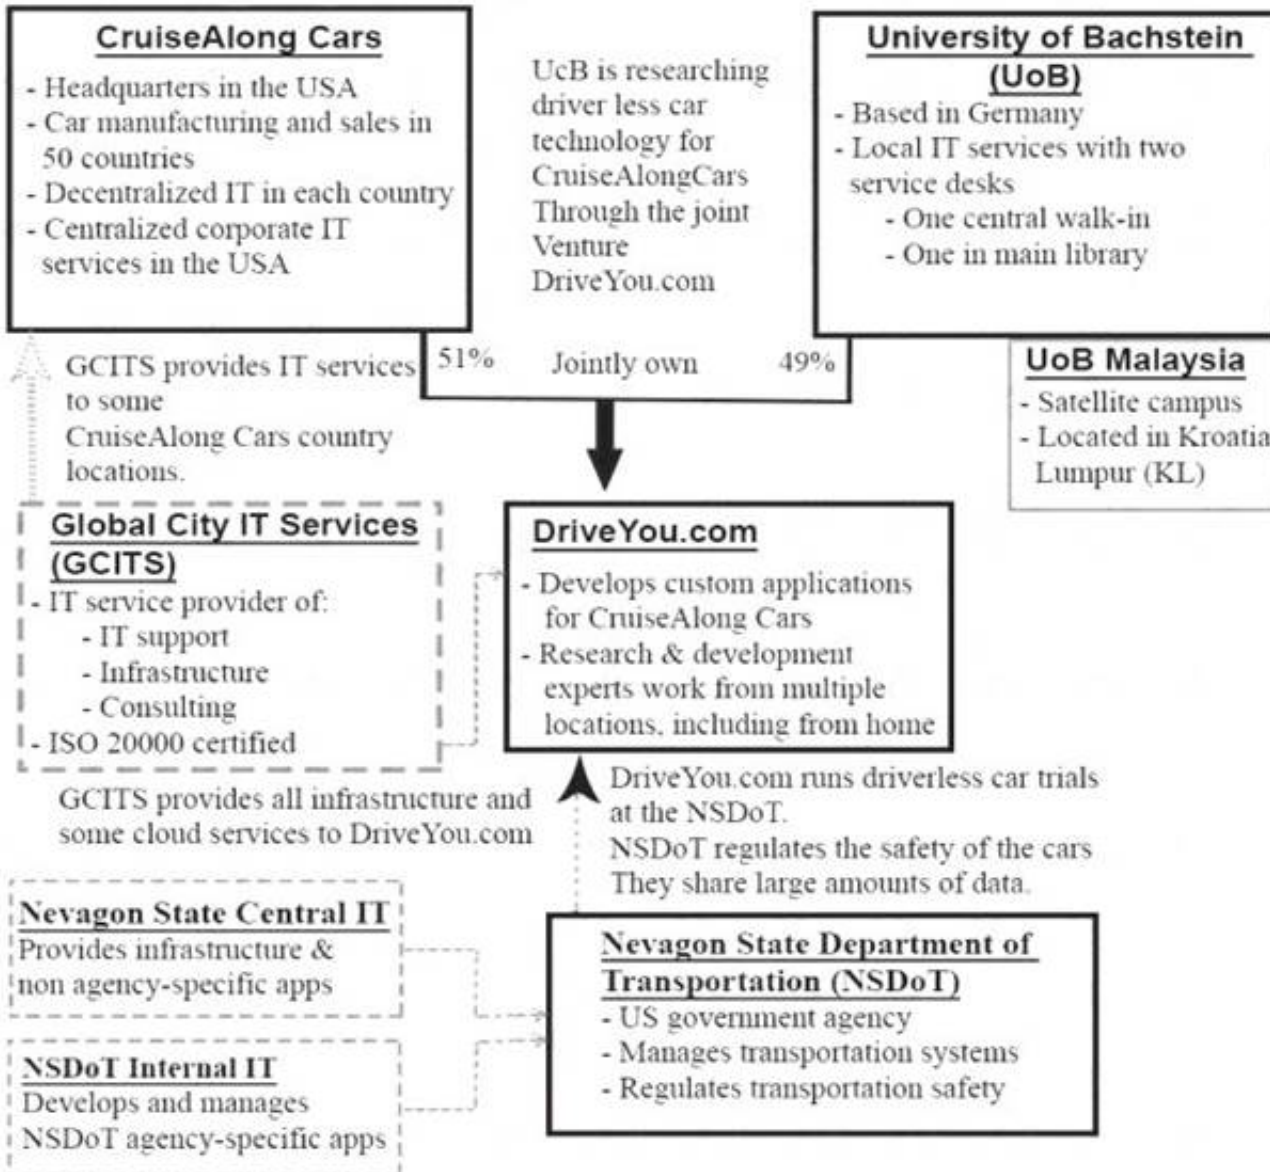 CruiseAlong Cars
- Headquarters in the USA
- Car manufacturing and sales in
50 countries
- Decentralized IT in each country
- Centralized corporate IT
services in the USA
UcB is researching
driver less car
technology for
CruiseAlongCars
Through the joint
Venture
DriveYou.com
University of Bachstein
(UoB)
- Based in Germany
- Local IT services with two
service desks
- One central walk-in
- One in main library
51% Jointly own 49%
UoB Malaysia
- Satellite campus
- Located in Kroatia
Lumpur (KL)
GCITS provides IT services
to some
CruiseAlong Cars country
locations.
Global City IT Services
(GCITS)
- IT service provider of:
- IT support
- Infrastructure
- Consulting
- ISO 20000 certified
DriveYou.com
- Develops custom applications
for CruiseAlong Cars
- Research & development
experts work from multiple
locations, including from home
GCITS provides all infrastructure and
some cloud services to DriveYou.com
DriveYou.com runs driverless car trials
at the NSDoT.
NSDoT regulates the safety of the cars
They share large amounts of data.
Nevagon State Central IT
Provides infrastructure &
non agency-specific apps
NSDoT Internal IT
Develops and manages
NSDoT agency-specific apps
Nevagon State Department of
Transportation (NSDoT)
- US government agency
- Manages transportation systems
- Regulates transportation safety